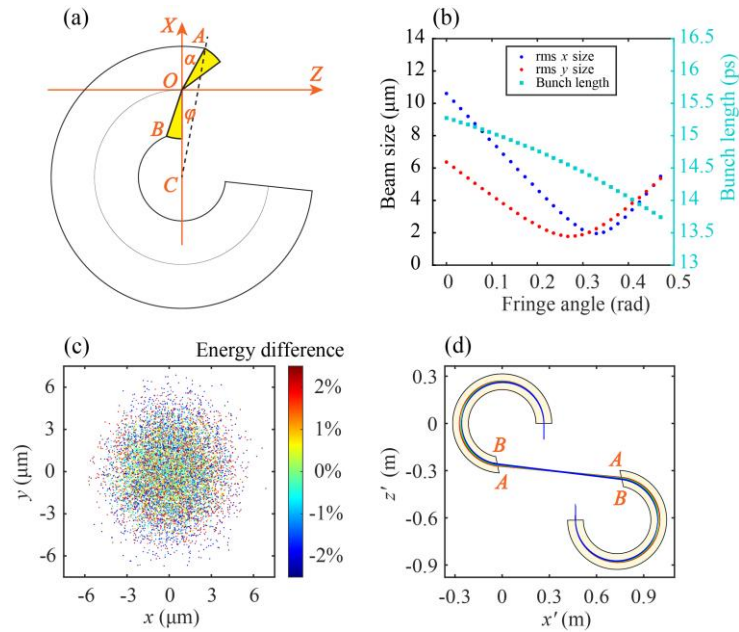 (a)
X
A
α
O
Z
B
φ
C
(b)
14
12
10
8
6
4
2
0
Beam size (μm)
rms x size
rms y size
Bunch length
16.5
16
15.5
15
14.5
14
13.5
13
Bunch length (ps)
0 0.1 0.2 0.3 0.4 0.5
Fringe angle (rad)
(c)
Energy difference
2%
1%
0%
-1%
-2%
6
3
0
-3
-6
y (μm)
-6 -3 0 3 6
x (μm)
(d)
0.3
0
-0.3
-0.6
-0.9
z′ (m)
B
A
A
B
-0.3 0.0 0.3 0.6 0.9
x′ (m)